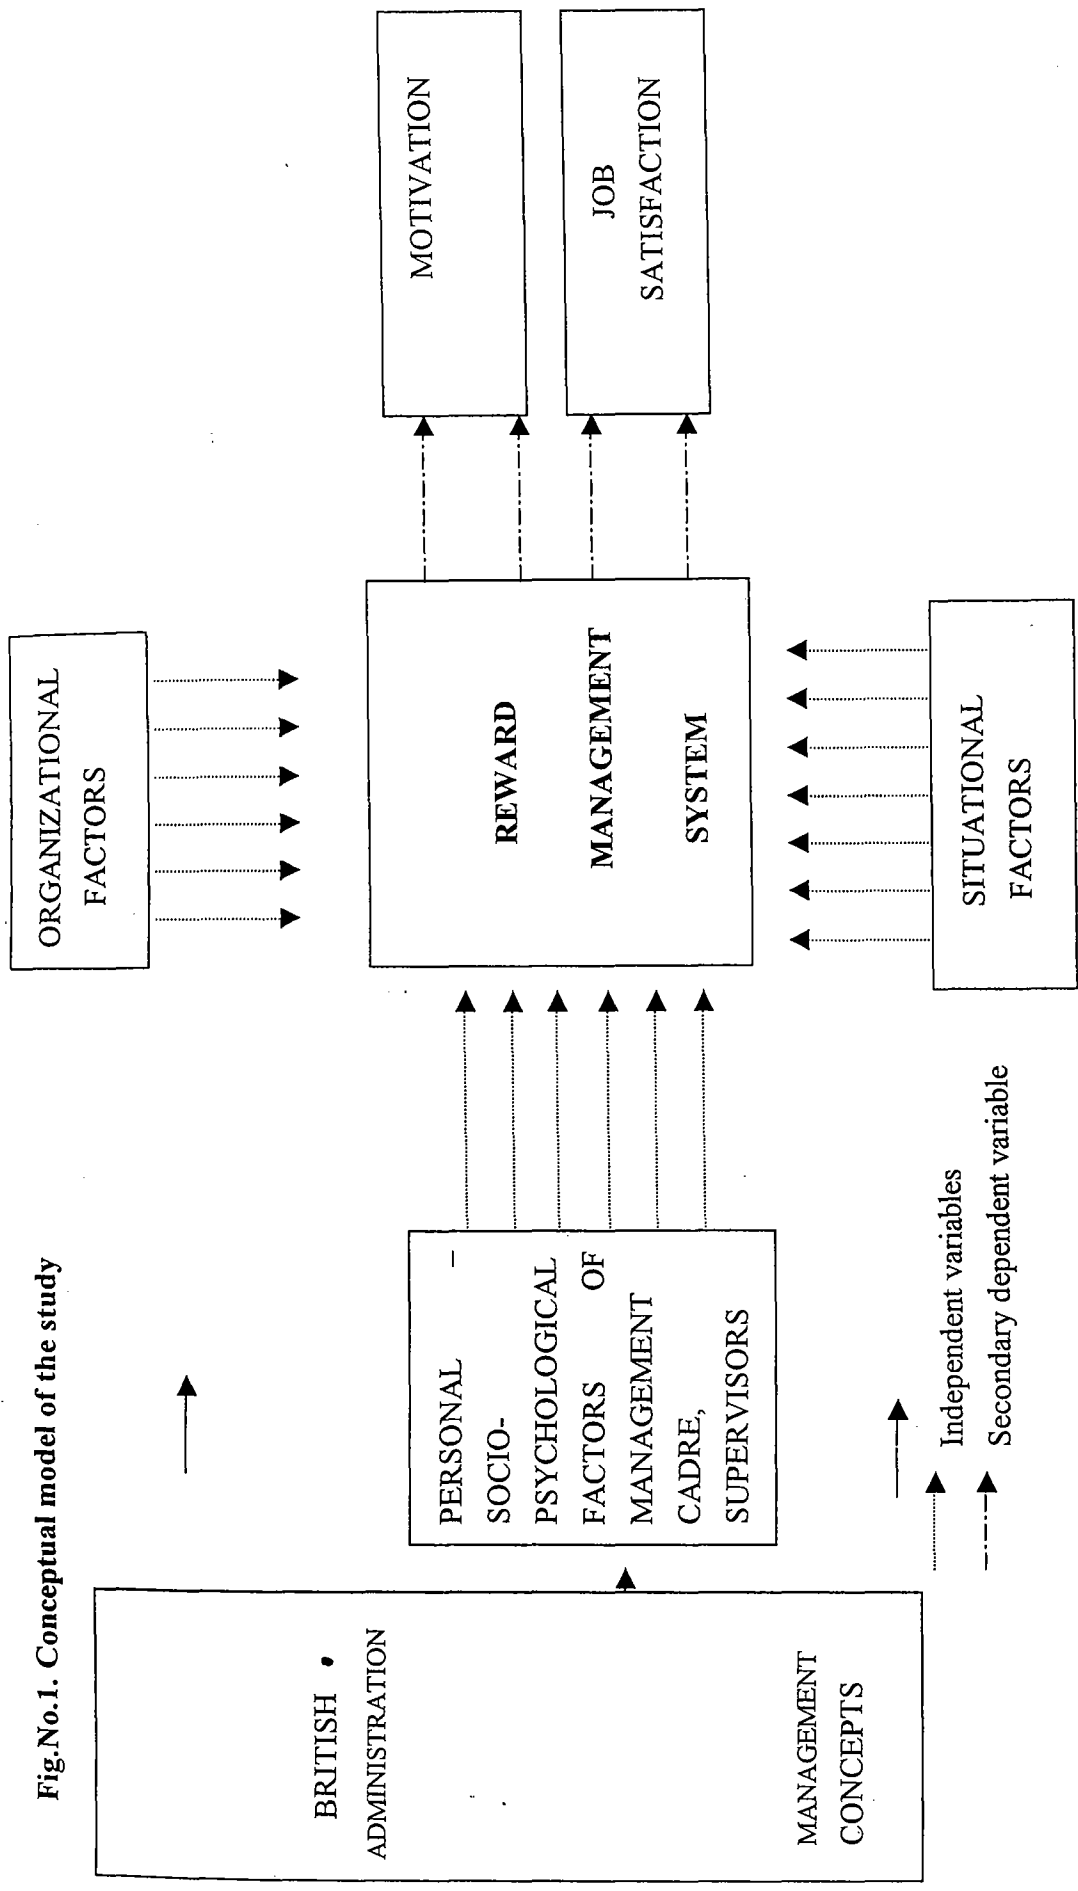 Fig.No.1. Conceptual model of the study
BRITISH
ADMINISTRATION
MANAGEMENT
CONCEPTS
PERSONAL –
SOCIO-
PSYCHOLOGICAL
FACTORS OF
MANAGEMENT
CADRE,
SUPERVISORS
ORGANIZATIONAL
FACTORS
REWARD
MANAGEMENT
SYSTEM
SITUATIONAL
FACTORS
MOTIVATION
JOB
SATISFACTION
Independent variables
Secondary dependent variable